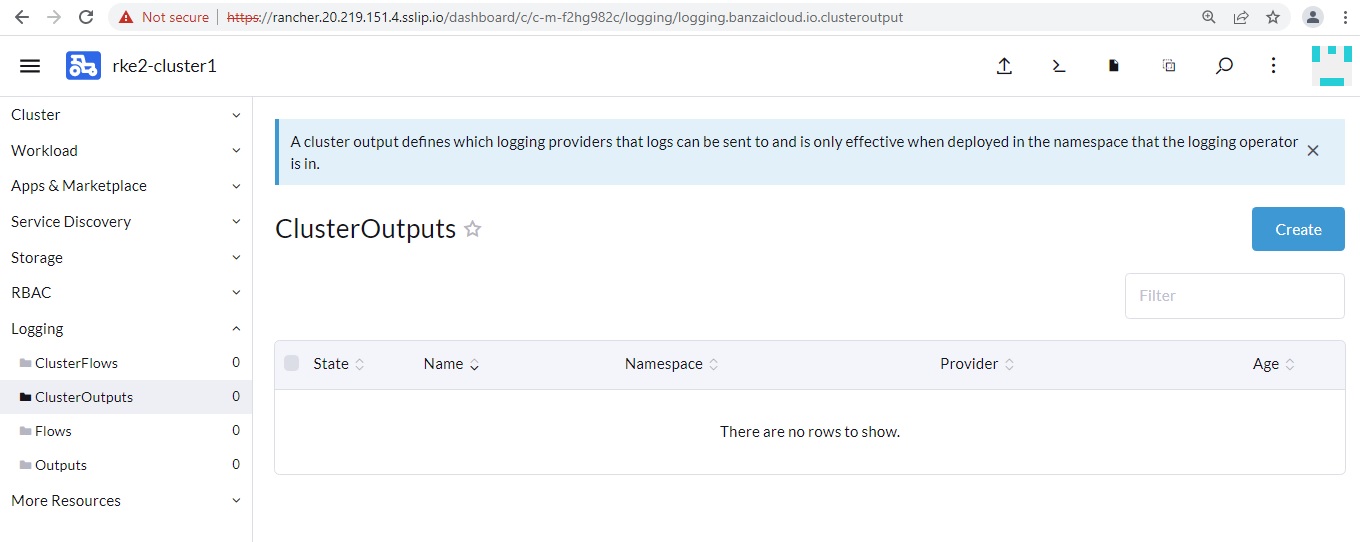 Not secure | https://rancher.20.219.151.4.sslip.io/dashboard/c/c-m-f2hg982c/logging/logging.banzaicloud.io.clusteroutput
rke2-cluster1
Cluster
Workload
Apps & Marketplace
Service Discovery
Storage
RBAC
Logging
ClusterFlows 0
ClusterOutputs 0
Flows 0
Outputs 0
More Resources
A cluster output defines which logging providers that logs can be sent to and is only effective when deployed in the namespace that the logging operator
is in.
ClusterOutputs
Create
Filter
State Name Namespace Provider Age
There are no rows to show.